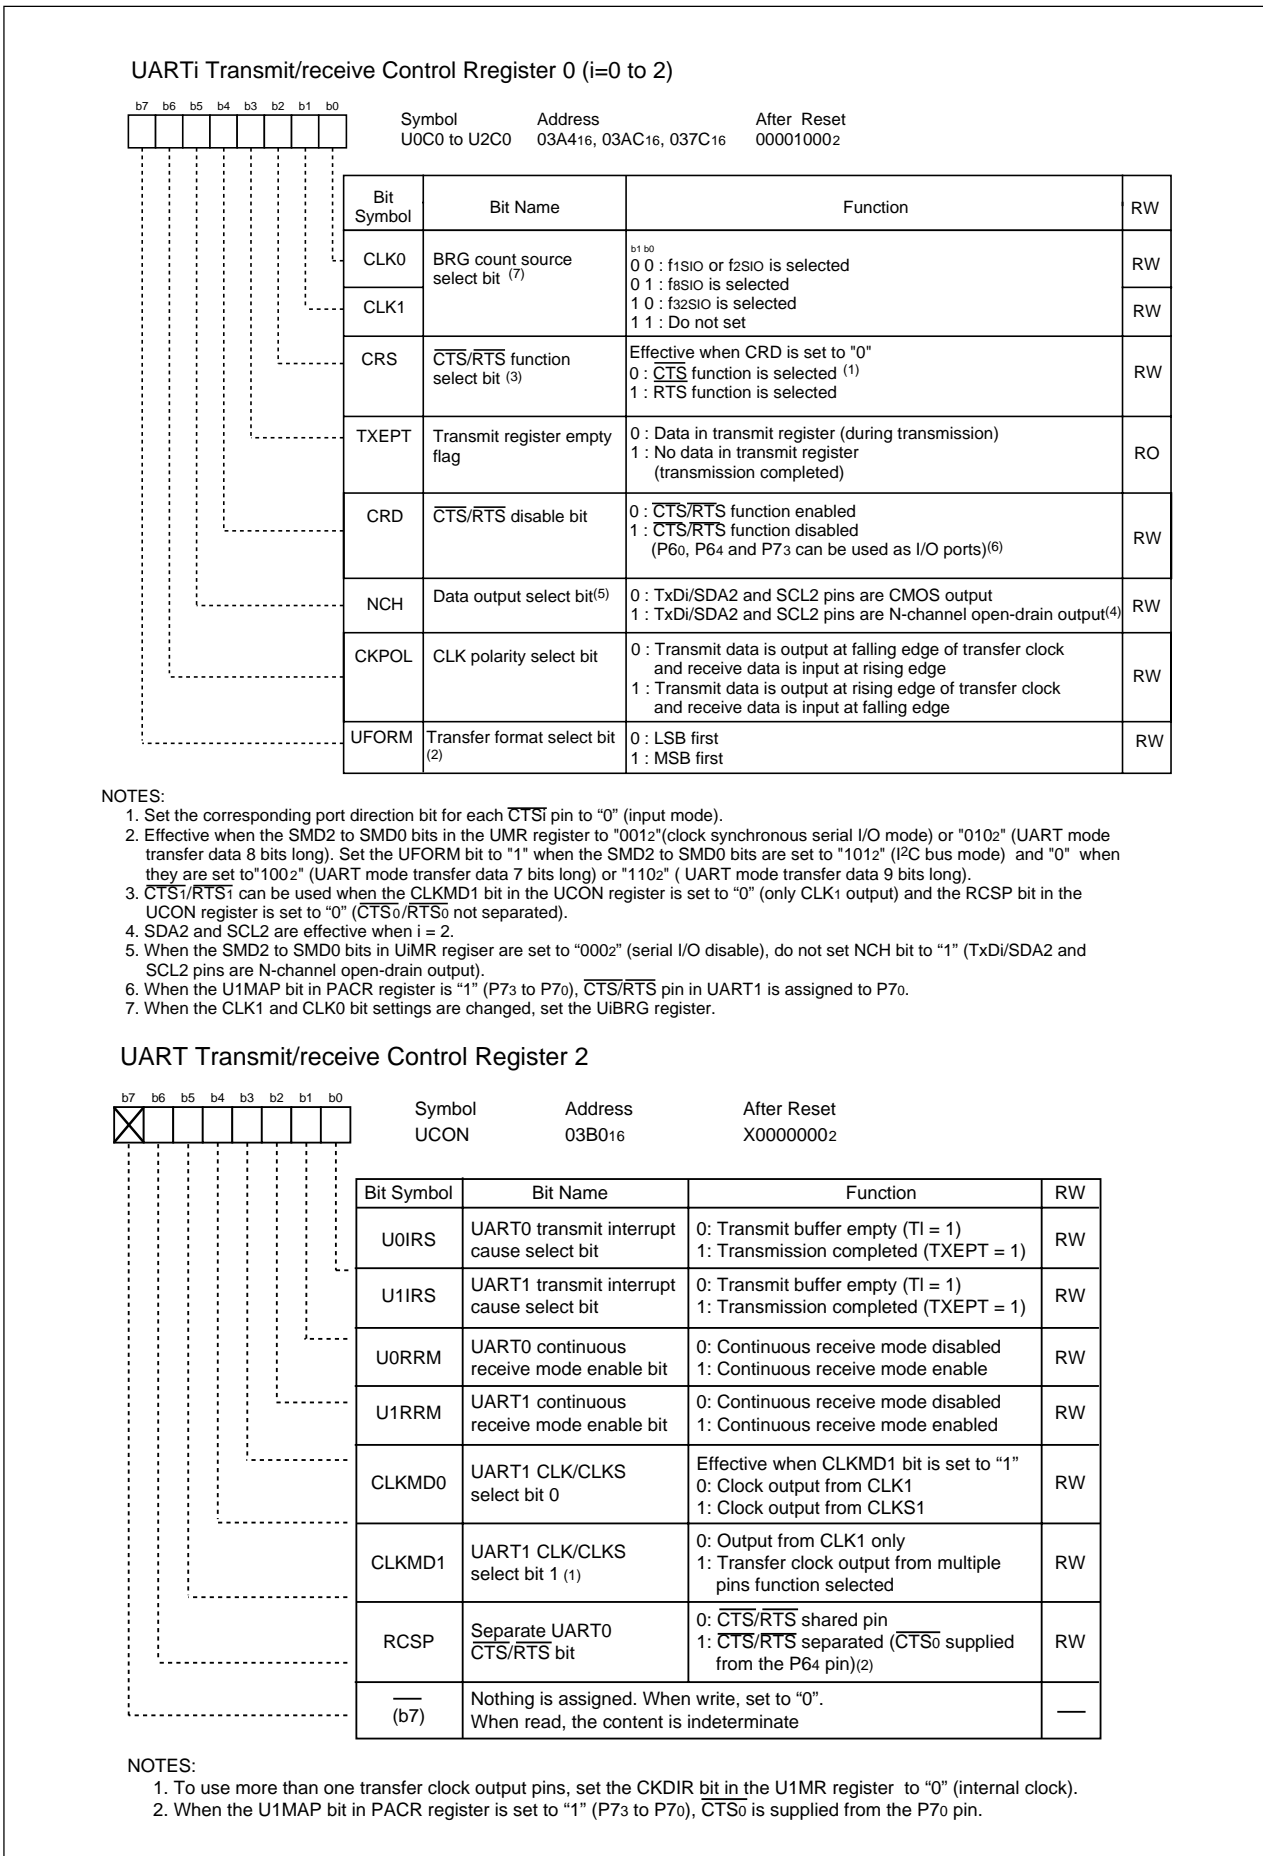 UARTi Transmit/receive Control Rregister 0 (i=0 to 2)
b7 b6 b5 b4 b3 b2 b1 b0
Symbol Address After Reset
U0C0 to U2C0 03A416, 03AC16, 037C16 000010002
Bit Symbol Bit Name Function RW
CLK0 BRG count source select bit (7) RW
CLK1 RW
b1 b0
0 0 : f1SIO or f2SIO is selected
0 1 : f8SIO is selected
1 0 : f32SIO is selected
1 1 : Do not set
CRS CTS/RTS function select bit (3) RW
Effective when CRD is set to "0"
0 : CTS function is selected (1)
1 : RTS function is selected
TXEPT Transmit register empty flag RO
0 : Data in transmit register (during transmission)
1 : No data in transmit register
(transmission completed)
CRD CTS/RTS disable bit RW
0 : CTS/RTS function enabled
1 : CTS/RTS function disabled
(P60, P64 and P73 can be used as I/O ports)(6)
NCH Data output select bit(5) RW
0 : TxDi/SDA2 and SCL2 pins are CMOS output
1 : TxDi/SDA2 and SCL2 pins are N-channel open-drain output(4)
CKPOL CLK polarity select bit RW
0 : Transmit data is output at falling edge of transfer clock
and receive data is input at rising edge
1 : Transmit data is output at rising edge of transfer clock
and receive data is input at falling edge
UFORM Transfer format select bit (2) RW
0 : LSB first
1 : MSB first
NOTES:
1. Set the corresponding port direction bit for each CTSi pin to “0” (input mode).
2. Effective when the SMD2 to SMD0 bits in the UMR register to "0012"(clock synchronous serial I/O mode) or "0102" (UART mode
transfer data 8 bits long). Set the UFORM bit to "1" when the SMD2 to SMD0 bits are set to "1012" (I2C bus mode) and "0" when
they are set to"1002" (UART mode transfer data 7 bits long) or "1102" ( UART mode transfer data 9 bits long).
3. CTS1/RTS1 can be used when the CLKMD1 bit in the UCON register is set to “0” (only CLK1 output) and the RCSP bit in the
UCON register is set to “0” (CTS0/RTS0 not separated).
4. SDA2 and SCL2 are effective when i = 2.
5. When the SMD2 to SMD0 bits in UiMR regiser are set to “0002” (serial I/O disable), do not set NCH bit to “1” (TxDi/SDA2 and
SCL2 pins are N-channel open-drain output).
6. When the U1MAP bit in PACR register is “1” (P73 to P70), CTS/RTS pin in UART1 is assigned to P70.
7. When the CLK1 and CLK0 bit settings are changed, set the UiBRG register.
UART Transmit/receive Control Register 2
b7 b6 b5 b4 b3 b2 b1 b0
Symbol Address After Reset
UCON 03B016 X00000002
Bit Symbol Bit Name Function RW
U0IRS UART0 transmit interrupt cause select bit RW
0: Transmit buffer empty (TI = 1)
1: Transmission completed (TXEPT = 1)
U1IRS UART1 transmit interrupt cause select bit RW
0: Transmit buffer empty (TI = 1)
1: Transmission completed (TXEPT = 1)
U0RRM UART0 continuous receive mode enable bit RW
0: Continuous receive mode disabled
1: Continuous receive mode enable
U1RRM UART1 continuous receive mode enable bit RW
0: Continuous receive mode disabled
1: Continuous receive mode enabled
CLKMD0 UART1 CLK/CLKS select bit 0 RW
Effective when CLKMD1 bit is set to “1”
0: Clock output from CLK1
1: Clock output from CLKS1
CLKMD1 UART1 CLK/CLKS select bit 1 (1) RW
0: Output from CLK1 only
1: Transfer clock output from multiple
pins function selected
RCSP Separate UART0 CTS/RTS bit RW
0: CTS/RTS shared pin
1: CTS/RTS separated (CTS0 supplied
from the P64 pin)(2)
(b7) Nothing is assigned. When write, set to “0”.
When read, the content is indeterminate
NOTES:
1. To use more than one transfer clock output pins, set the CKDIR bit in the U1MR register to “0” (internal clock).
2. When the U1MAP bit in PACR register is set to “1” (P73 to P70), CTS0 is supplied from the P70 pin.